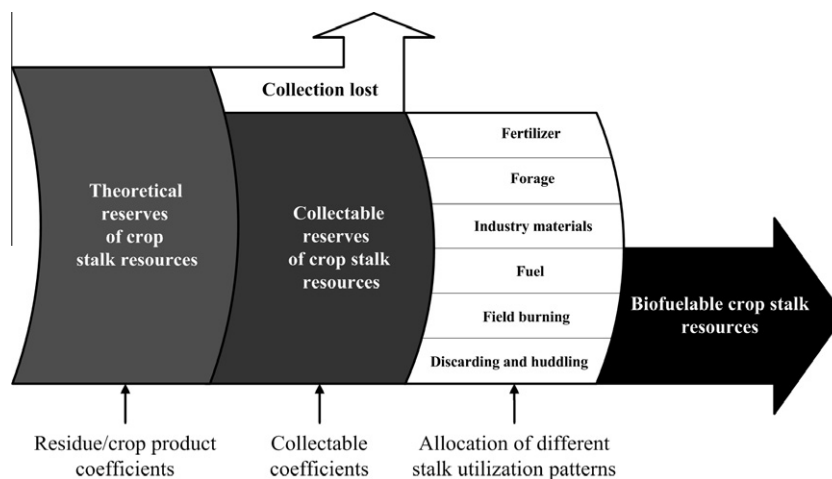 Collection lost
Theoretical
reserves
of crop
stalk resources
Collectable
reserves
of crop stalk
resources
Fertilizer
Forage
Industry materials
Fuel
Field burning
Discarding and huddling
Biofuelable crop stalk
resources
Residue/crop product
coefficients
Collectable
coefficients
Allocation of different
stalk utilization patterns